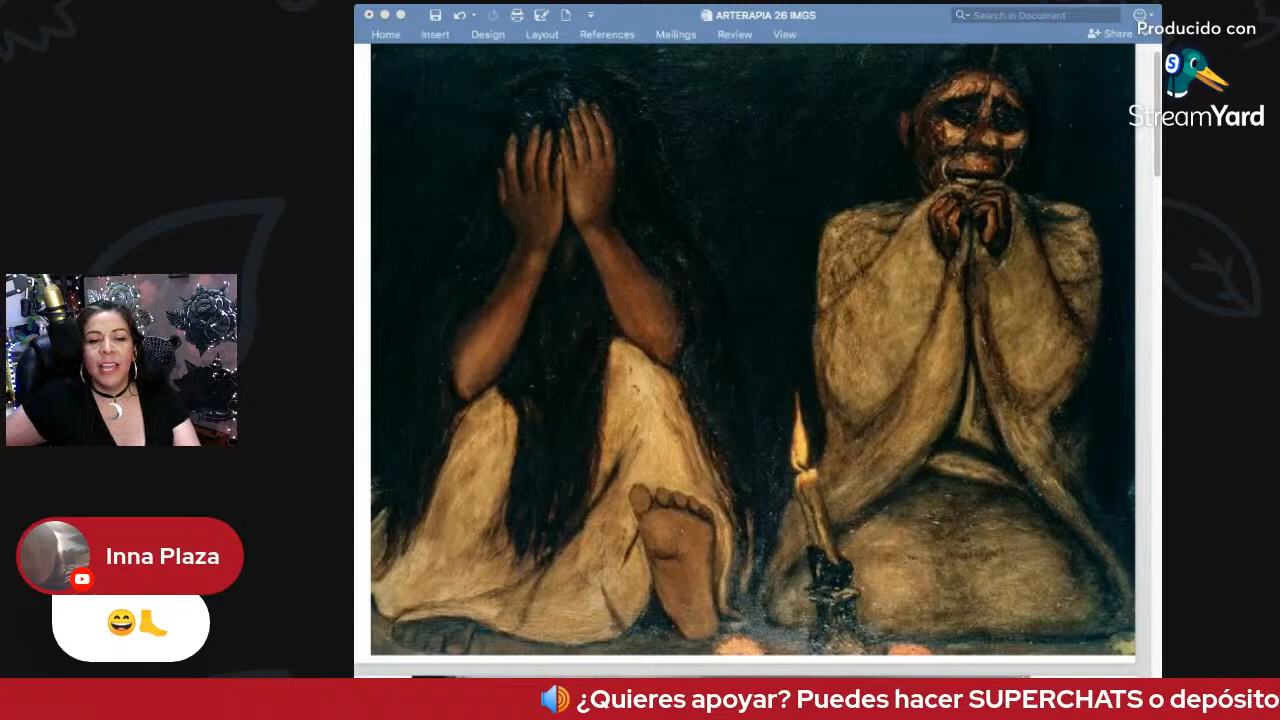 ARTERAPIA 26 IMGS
Search in Document
Home Insert Design Layout References Mailings Review View
Share
Producido con
S
StreamYard
Inna Plaza
¿Quieres apoyar? Puedes hacer SUPERCHATS o depósito